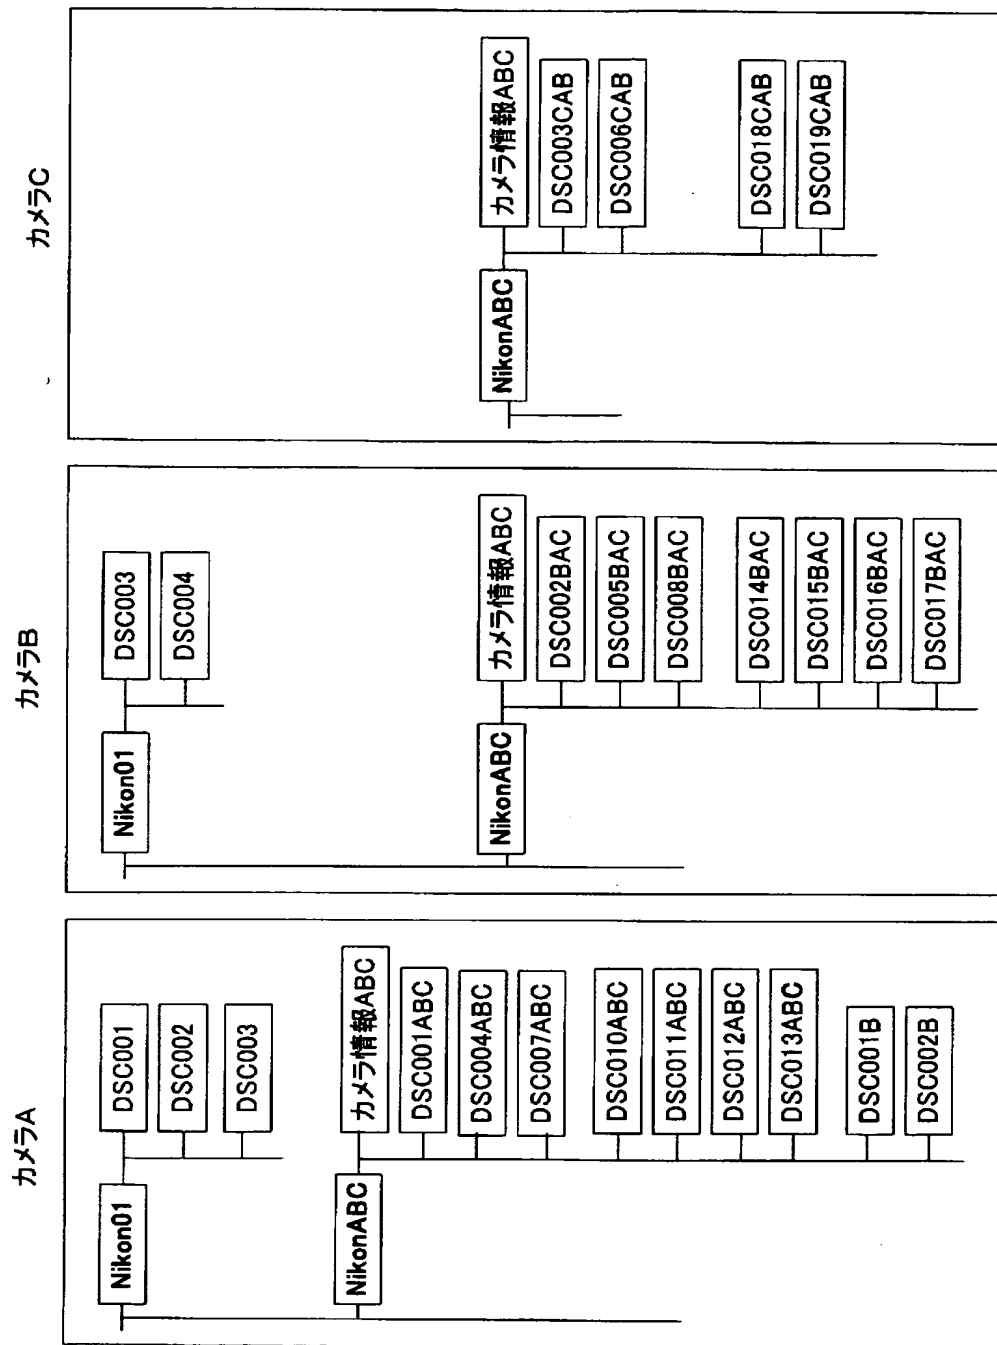 カメラA
Nikon01
DSC001
DSC002
DSC003
NikonABC
カメラ情報ABC
DSC001ABC
DSC004ABC
DSC007ABC
DSC010ABC
DSC011ABC
DSC012ABC
DSC013ABC
DSC001B
DSC002B
カメラB
Nikon01
DSC003
DSC004
NikonABC
カメラ情報ABC
DSC002BAC
DSC005BAC
DSC008BAC
DSC014BAC
DSC015BAC
DSC016BAC
DSC017BAC
カメラC
NikonABC
カメラ情報ABC
DSC003CAB
DSC006CAB
DSC018CAB
DSC019CAB